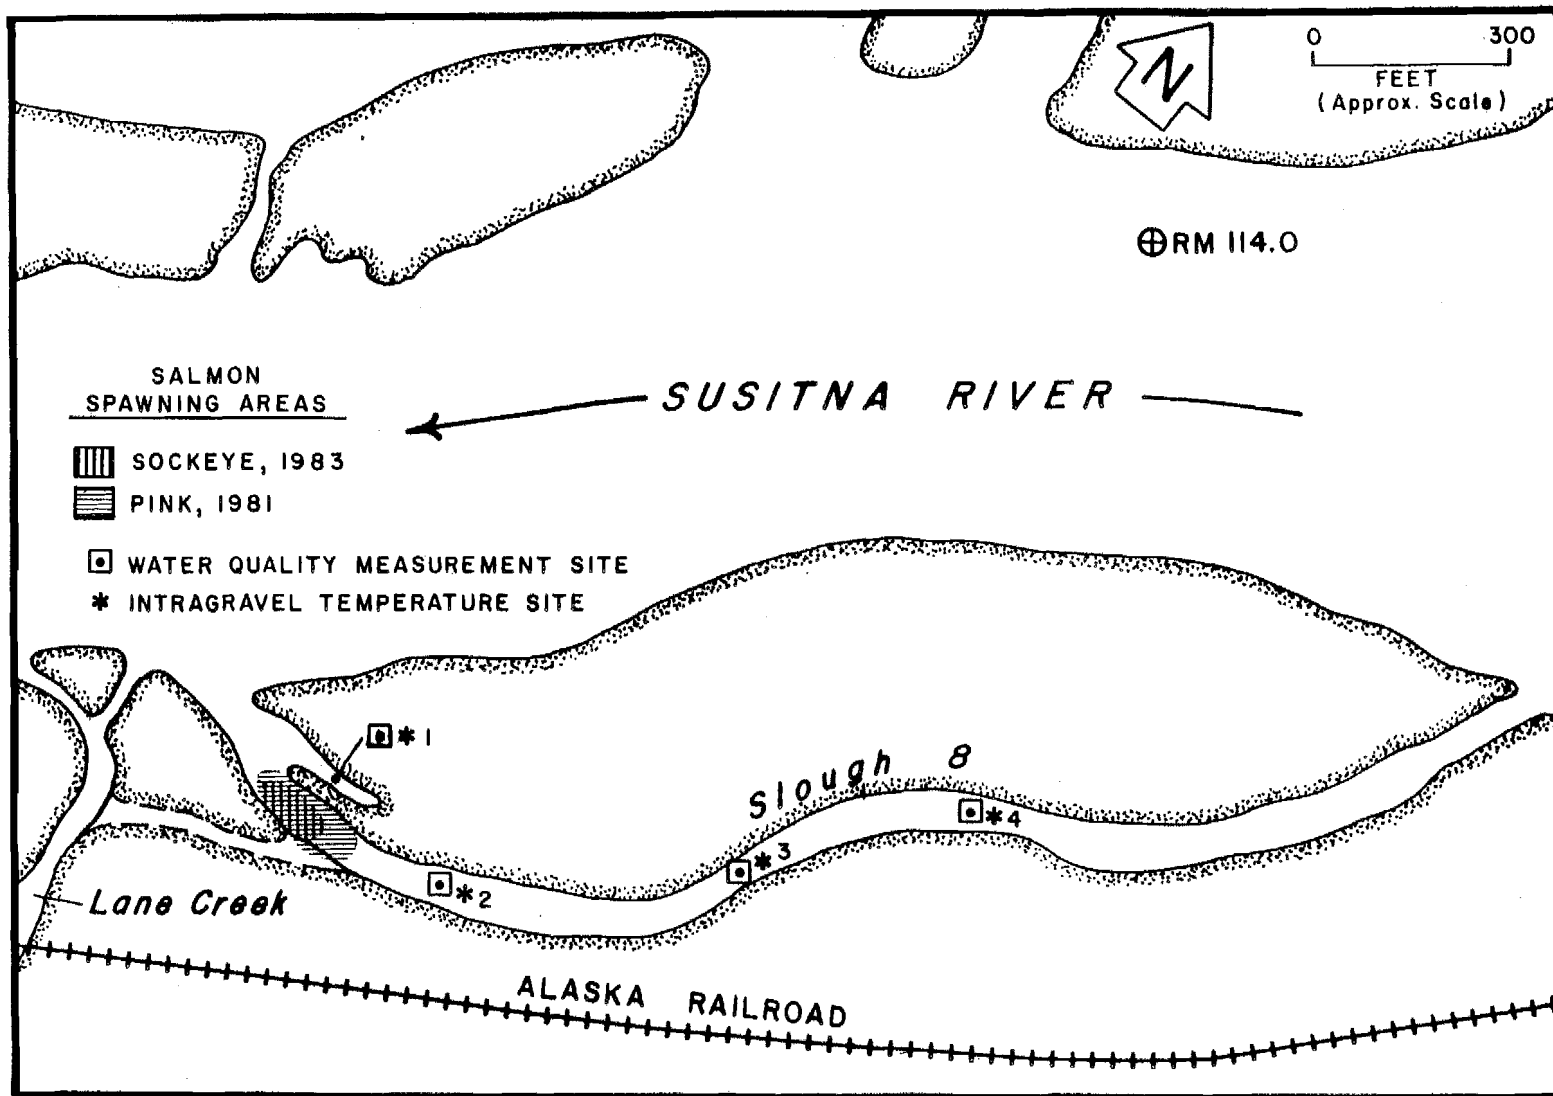 N
0 300
FEET
(Approx. Scale)
⊕RM 114.0
SUSITNA RIVER
SALMON
SPAWNING AREAS
SOCKEYE, 1983
PINK, 1981
WATER QUALITY MEASUREMENT SITE
* INTRAGRAVEL TEMPERATURE SITE
*1
Slough 8
*4
*3
*2
Lane Creek
ALASKA RAILROAD